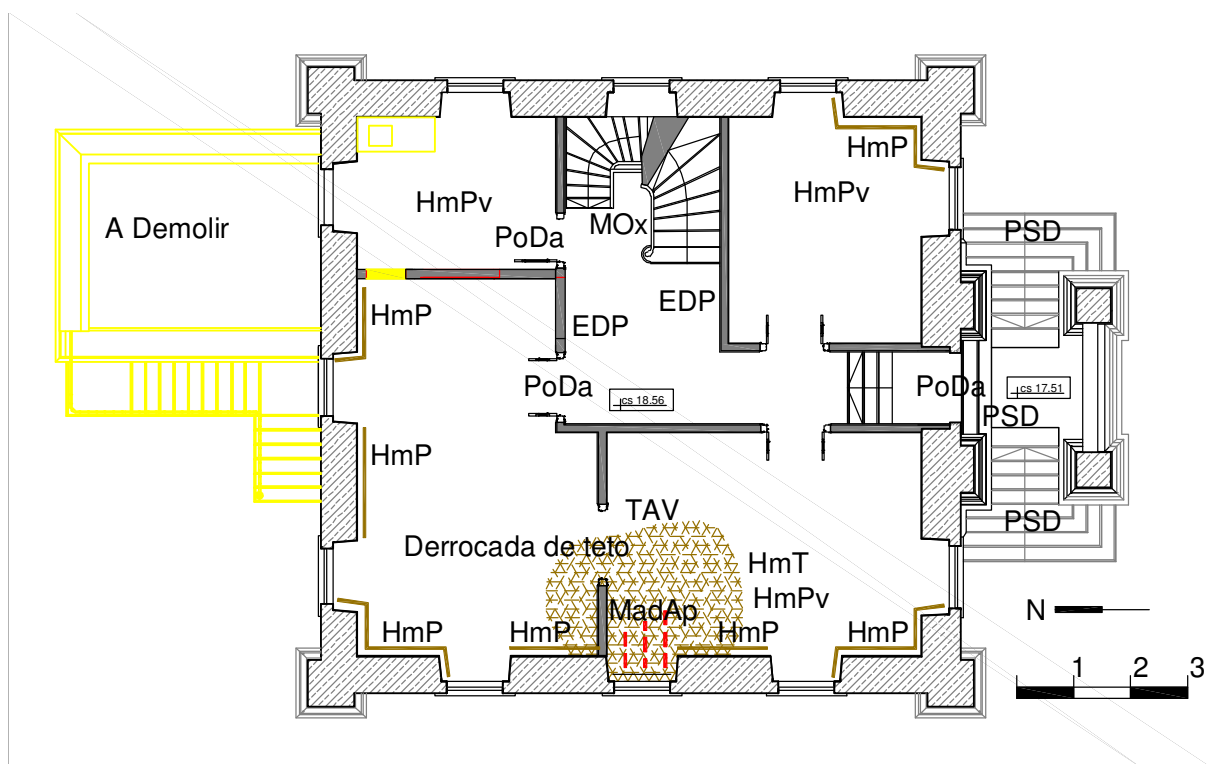 HmP
HmPv
HmPv
MOx
A Demolir
PoDa
PSD
EDP
HmP
EDP
PoDa
PoDa
cs 17.51
cs 18.56
PSD
HmP
TAV
PSD
Derrocada de teto
HmT
HmPv
MadAp
N
HmP
HmP
HmP
HmP
1 2 3